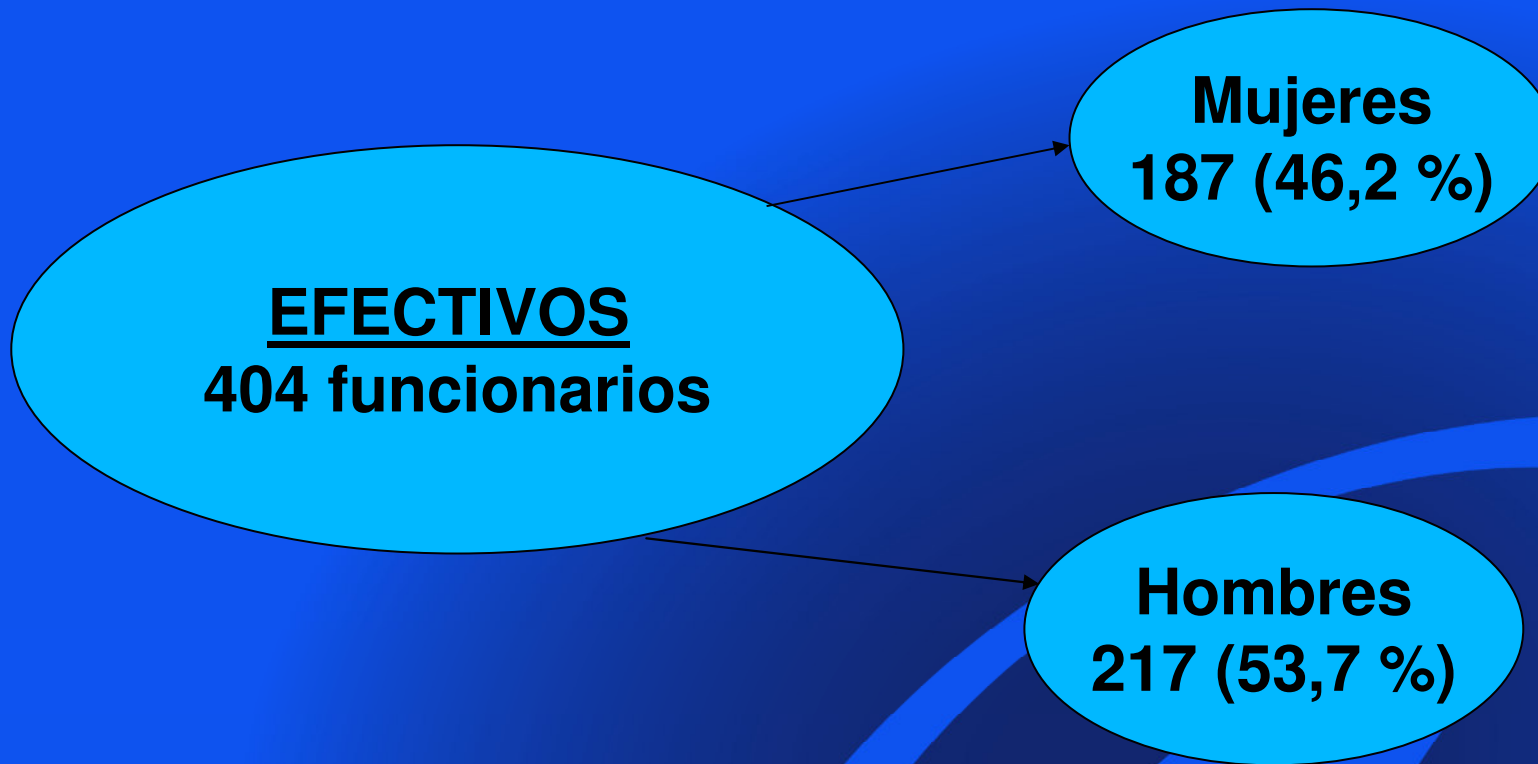 EFECTIVOS
404 funcionarios
Mujeres
187 (46,2 %)
Hombres
217 (53,7 %)